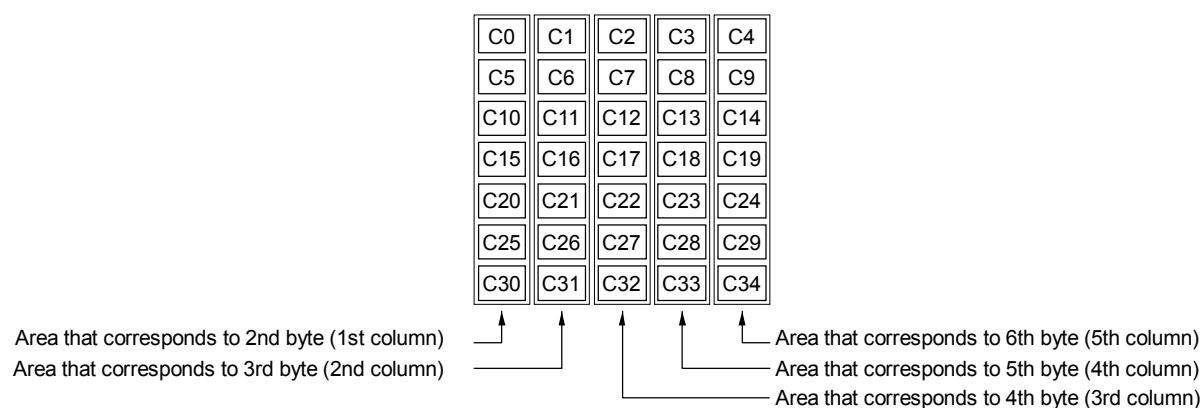 C0 C1 C2 C3 C4
C5 C6 C7 C8 C9
C10 C11 C12 C13 C14
C15 C16 C17 C18 C19
C20 C21 C22 C23 C24
C25 C26 C27 C28 C29
C30 C31 C32 C33 C34
Area that corresponds to 2nd byte (1st column)
Area that corresponds to 3rd byte (2nd column)
Area that corresponds to 6th byte (5th column)
Area that corresponds to 5th byte (4th column)
Area that corresponds to 4th byte (3rd column)